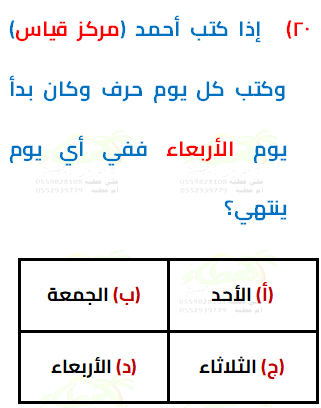 ٢٠) إذا كتب أحمد (مركز قياس)
وكتب كل يوم حرف وكان بدأ
يوم الأربعاء ففي أي يوم
ينتهي؟
(أ) الأحد
(ب) الجمعة
(ج) الثلاثاء
(د) الأربعاء